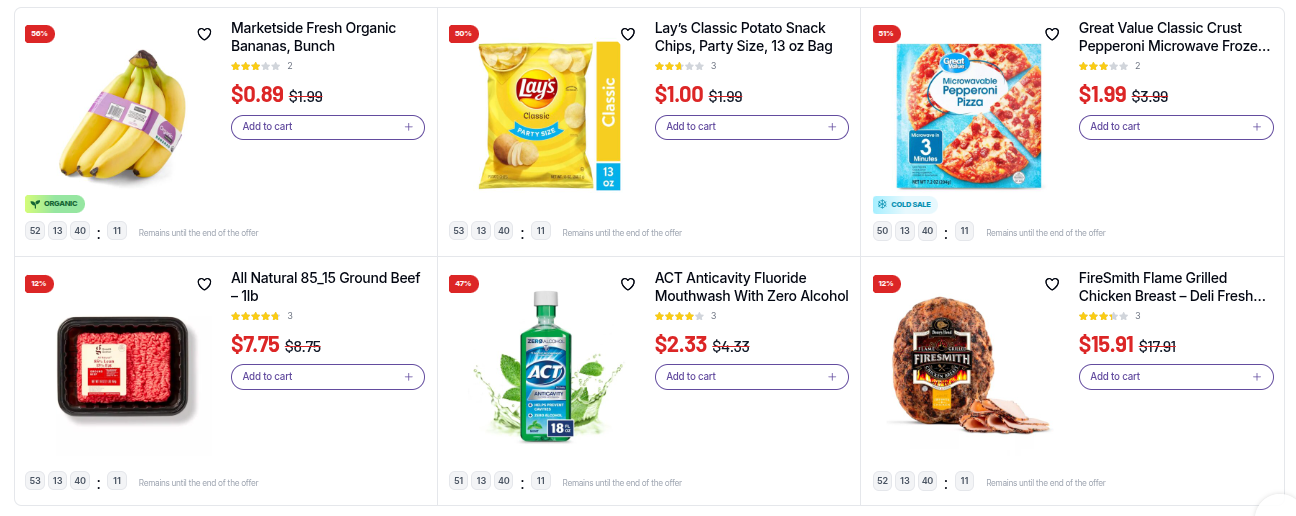 56%
Marketside Fresh Organic
Bananas, Bunch
2
$0.89 $1.99
Add to cart +
ORGANIC
52 13 40 : 11 Remains until the end of the offer
50%
Lay's Classic Potato Snack
Chips, Party Size, 13 oz Bag
3
$1.00 $1.99
Add to cart +
Lay's
Classic
PARTY SIZE
Classic
13
OZ
53 13 40 : 11 Remains until the end of the offer
51%
Great Value Classic Crust
Pepperoni Microwave Froze...
2
$1.99 $3.99
Add to cart +
Great
Value
Microwavable
Pepperoni
Pizza
Microwave in
3
Minutes
COLD SALE
50 13 40 : 11 Remains until the end of the offer
12%
All Natural 85_15 Ground Beef
– 1lb
3
$7.75 $8.75
Add to cart +
53 13 40 : 11 Remains until the end of the offer
47%
ACT Anticavity Fluoride
Mouthwash With Zero Alcohol
3
$2.33 $4.33
Add to cart +
ZERO ALCOHOL
ACT
ANTICAVITY
HELPS PREVENT
CAVITIES
ZERO ALCOHOL
18 FL
OZ
51 13 40 : 11 Remains until the end of the offer
12%
FireSmith Flame Grilled
Chicken Breast – Deli Fresh...
3
$15.91 $17.91
Add to cart +
Boar's Head
FLAME GRILLED
FIRESMITH
CHICKEN BREAST
52 13 40 : 11 Remains until the end of the offer